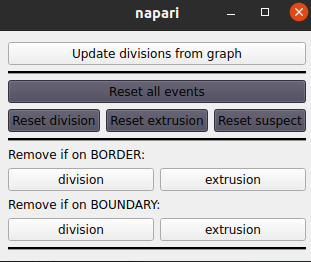 napari
Update divisions from graph
Reset all events
Reset division Reset extrusion Reset suspect
Remove if on BORDER:
division extrusion
Remove if on BOUNDARY:
division extrusion